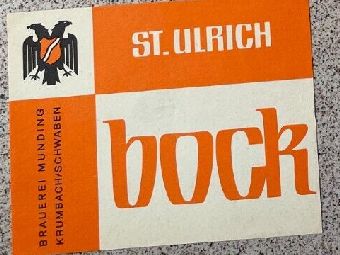 ST. ULRICH
bock
BRAUEREI MUNDING
KRUMBACH/SCHWABEN